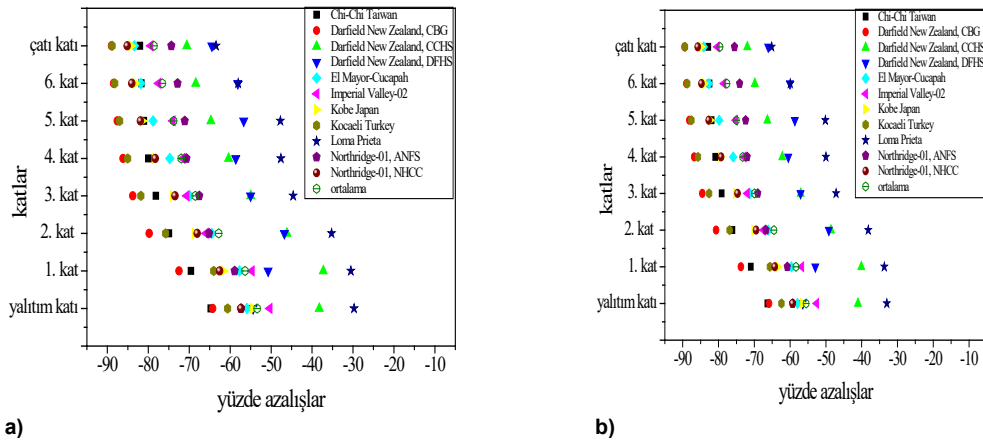 Chi-Chi Taiwan
Darfield New Zealand, CBG
Darfield New Zealand, CCHS
Darfield New Zealand, DFHS
El Mayor-Cucapah
Imperial Valley-02
Kobe Japan
Kocaeli Turkey
Loma Prieta
Northridge-01, ANFS
Northridge-01, NHCC
ortalama
çatı katı
6. kat
5. kat
4. kat
3. kat
2. kat
1. kat
yalıtım katı
katlar
-90 -80 -70 -60 -50 -40 -30 -20 -10
yüzde azalışlar
a)
Chi-Chi Taiwan
Darfield New Zealand, CBG
Darfield New Zealand, CCHS
Darfield New Zealand, DFHS
El Mayor-Cucapah
Imperial Valley-02
Kobe Japan
Kocaeli Turkey
Loma Prieta
Northridge-01, ANFS
Northridge-01, NHCC
ortalama
çatı katı
6. kat
5. kat
4. kat
3. kat
2. kat
1. kat
yalıtım katı
katlar
-90 -80 -70 -60 -50 -40 -30 -20 -10
yüzde azalışlar
b)